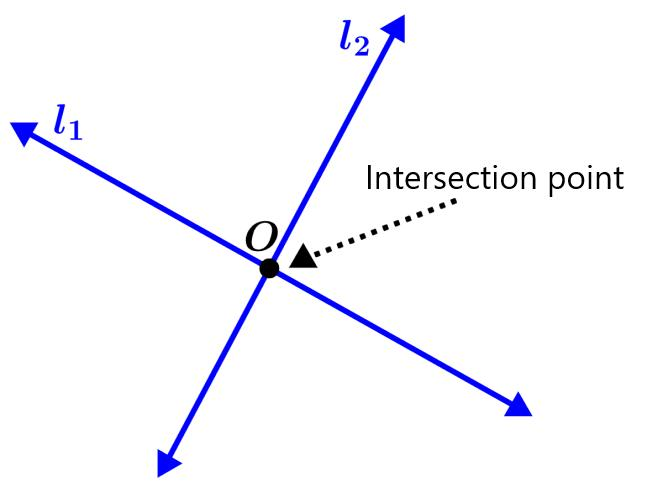 l₂
l₁
Intersection point
O